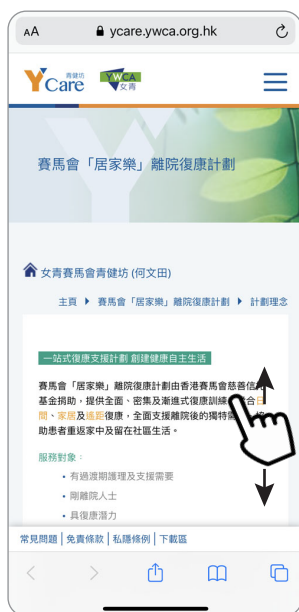 AA ycare.ywca.org.hk
YCare 青健坊 YWCA 女青
賽馬會「居家樂」離院復康計劃
女青賽馬會青健坊 (何文田)
主頁 ▶ 賽馬會「居家樂」離院復康計劃 ▶ 計劃理念
一站式復康支援計劃 創建健康自主生活
賽馬會「居家樂」離院復康計劃由香港賽馬會慈善信託
基金捐助，提供全面、密集及漸進式復康訓練 合日
間、家居及遙距復康，全面支援離院後的獨特
助患者重返家中及留在社區生活。
服務對象：
• 有過渡期護理及支援需要
• 剛離院人士
• 具復康潛力
常見問題 | 免責條款 | 私隱條例 | 下載區